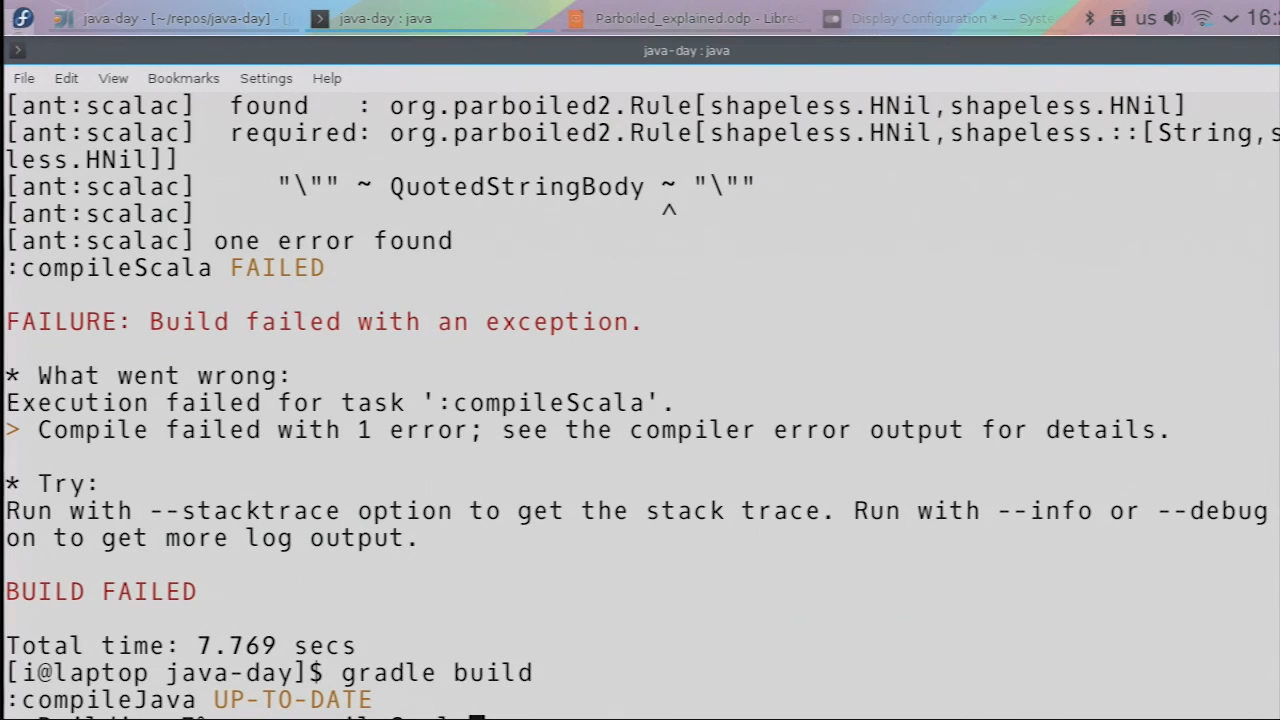 java-day - [~/repos/java-day] - [
java-day : java
Parboiled_explained.odp - Libre
Display Configuration * — Syste
us
16:
java-day : java
File Edit View Bookmarks Settings Help
[ant:scalac]  found   : org.parboiled2.Rule[shapeless.HNil,shapeless.HNil]
[ant:scalac]  required: org.parboiled2.Rule[shapeless.HNil,shapeless.::[String,s
less.HNil]]
[ant:scalac]     "\"" ~ QuotedStringBody ~ "\""
[ant:scalac]                             ^
[ant:scalac] one error found
:compileScala FAILED
FAILURE: Build failed with an exception.
* What went wrong:
Execution failed for task ':compileScala'.
> Compile failed with 1 error; see the compiler error output for details.
* Try:
Run with --stacktrace option to get the stack trace. Run with --info or --debug
on to get more log output.
BUILD FAILED
Total time: 7.769 secs
[i@laptop java-day]$ gradle build
:compileJava UP-TO-DATE